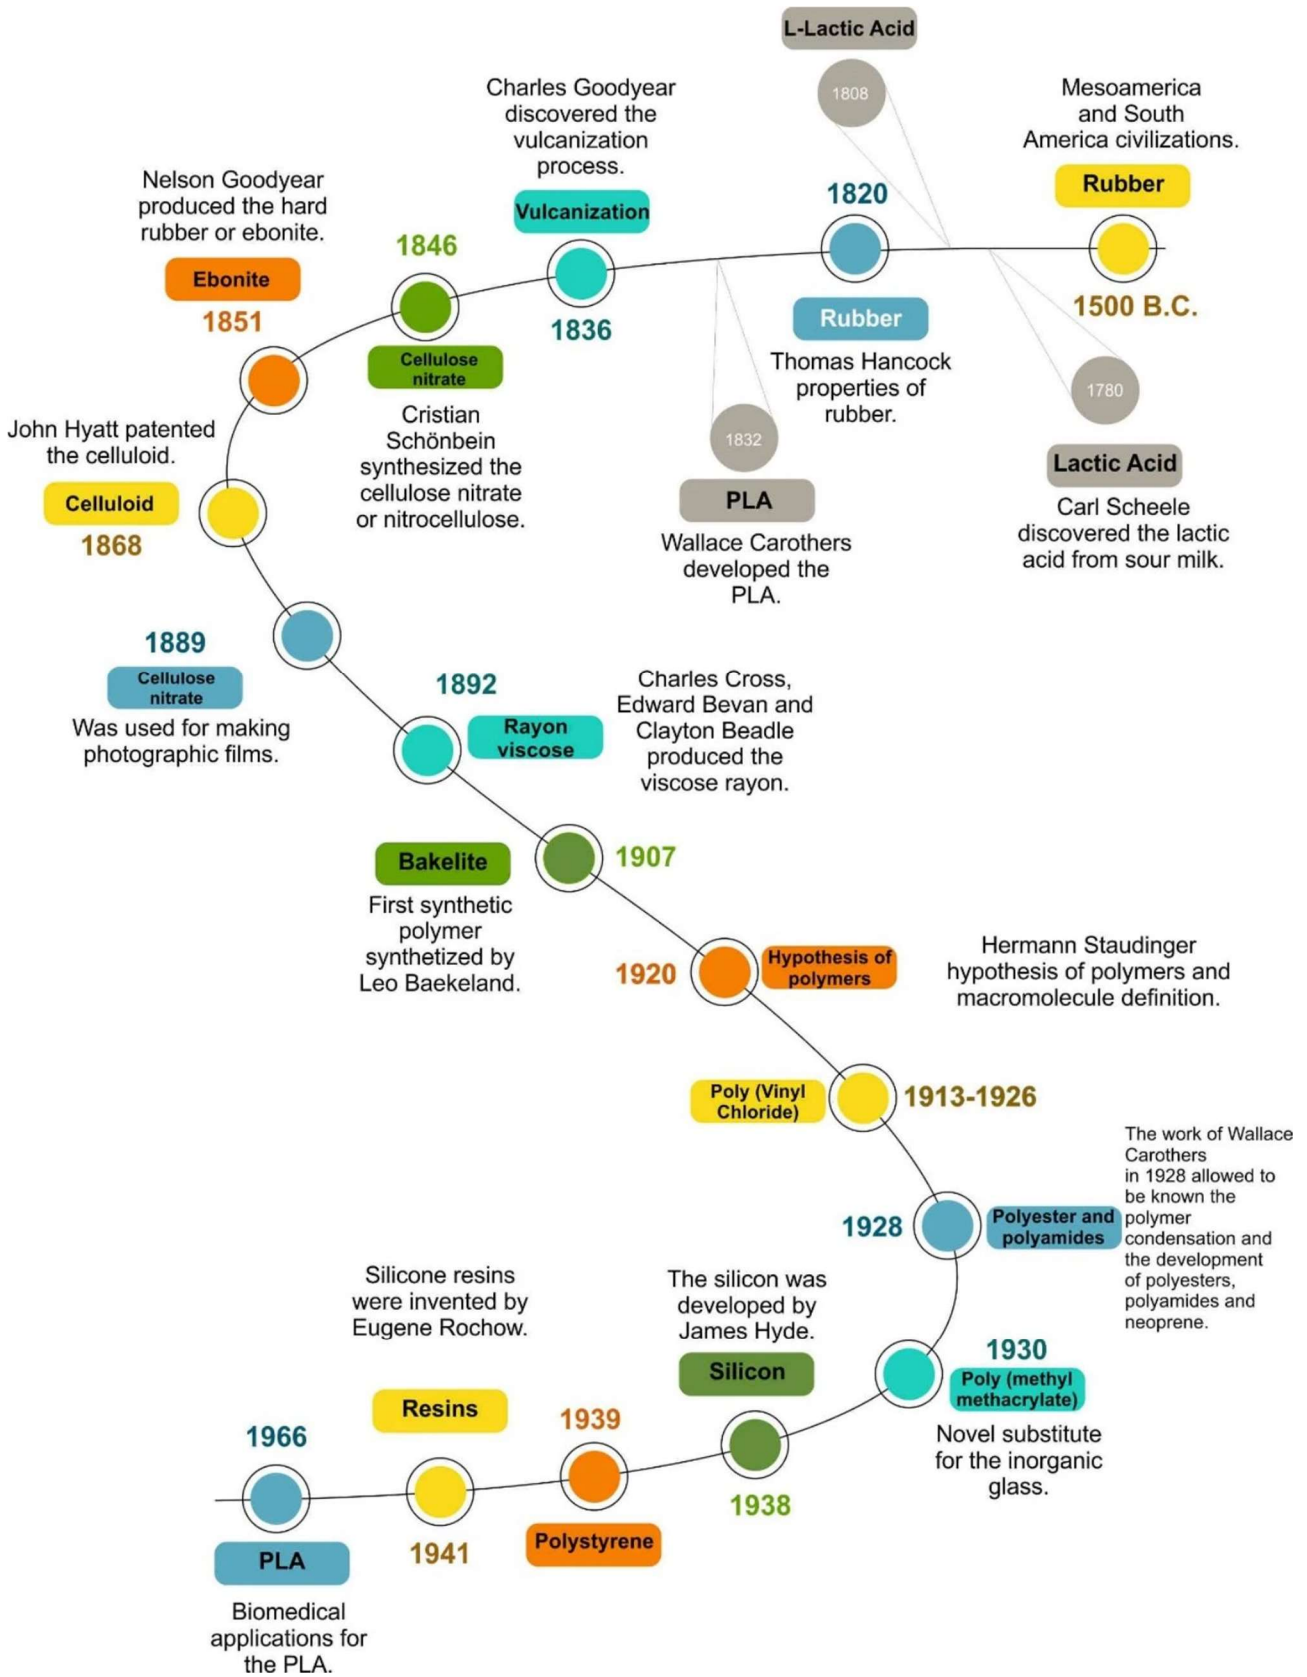 L-Lactic Acid
1808
Mesoamerica
and South
America civilizations.
Rubber
1500 B.C.
1780
Lactic Acid
Carl Scheele
discovered the lactic
acid from sour milk.
1820
Rubber
Thomas Hancock
properties of
rubber.
1832
PLA
Wallace Carothers
developed the
PLA.
Charles Goodyear
discovered the
vulcanization
process.
Vulcanization
1836
1846
Cellulose
nitrate
Cristian
Schönbein
synthesized the
cellulose nitrate
or nitrocellulose.
Nelson Goodyear
produced the hard
rubber or ebonite.
Ebonite
1851
John Hyatt patented
the celluloid.
Celluloid
1868
1889
Cellulose
nitrate
Was used for making
photographic films.
1892
Rayon
viscose
Charles Cross,
Edward Bevan and
Clayton Beadle
produced the
viscose rayon.
Bakelite
1907
First synthetic
polymer
synthetized by
Leo Baekeland.
1920
Hypothesis of
polymers
Hermann Staudinger
hypothesis of polymers and
macromolecule definition.
Poly (Vinyl
Chloride)
1913-1926
1928
Polyester and
polyamides
The work of Wallace
Carothers
in 1928 allowed to
be known the
polymer
condensation and
the development
of polyesters,
polyamides and
neoprene.
1930
Poly (methyl
methacrylate)
Novel substitute
for the inorganic
glass.
The silicon was
developed by
James Hyde.
Silicon
1938
1939
Polystyrene
Silicone resins
were invented by
Eugene Rochow.
Resins
1941
1966
PLA
Biomedical
applications for
the PLA.